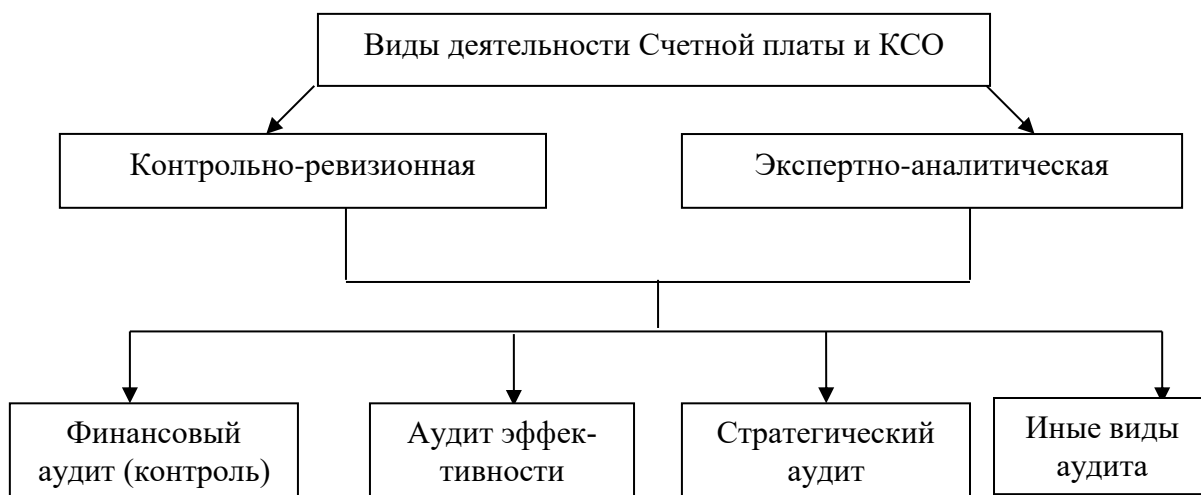 Виды деятельности Счетной платы и КСО
Контрольно-ревизионная
Экспертно-аналитическая
Финансовый
аудит (контроль)
Аудит эффек-
тивности
Стратегический
аудит
Иные виды
аудита